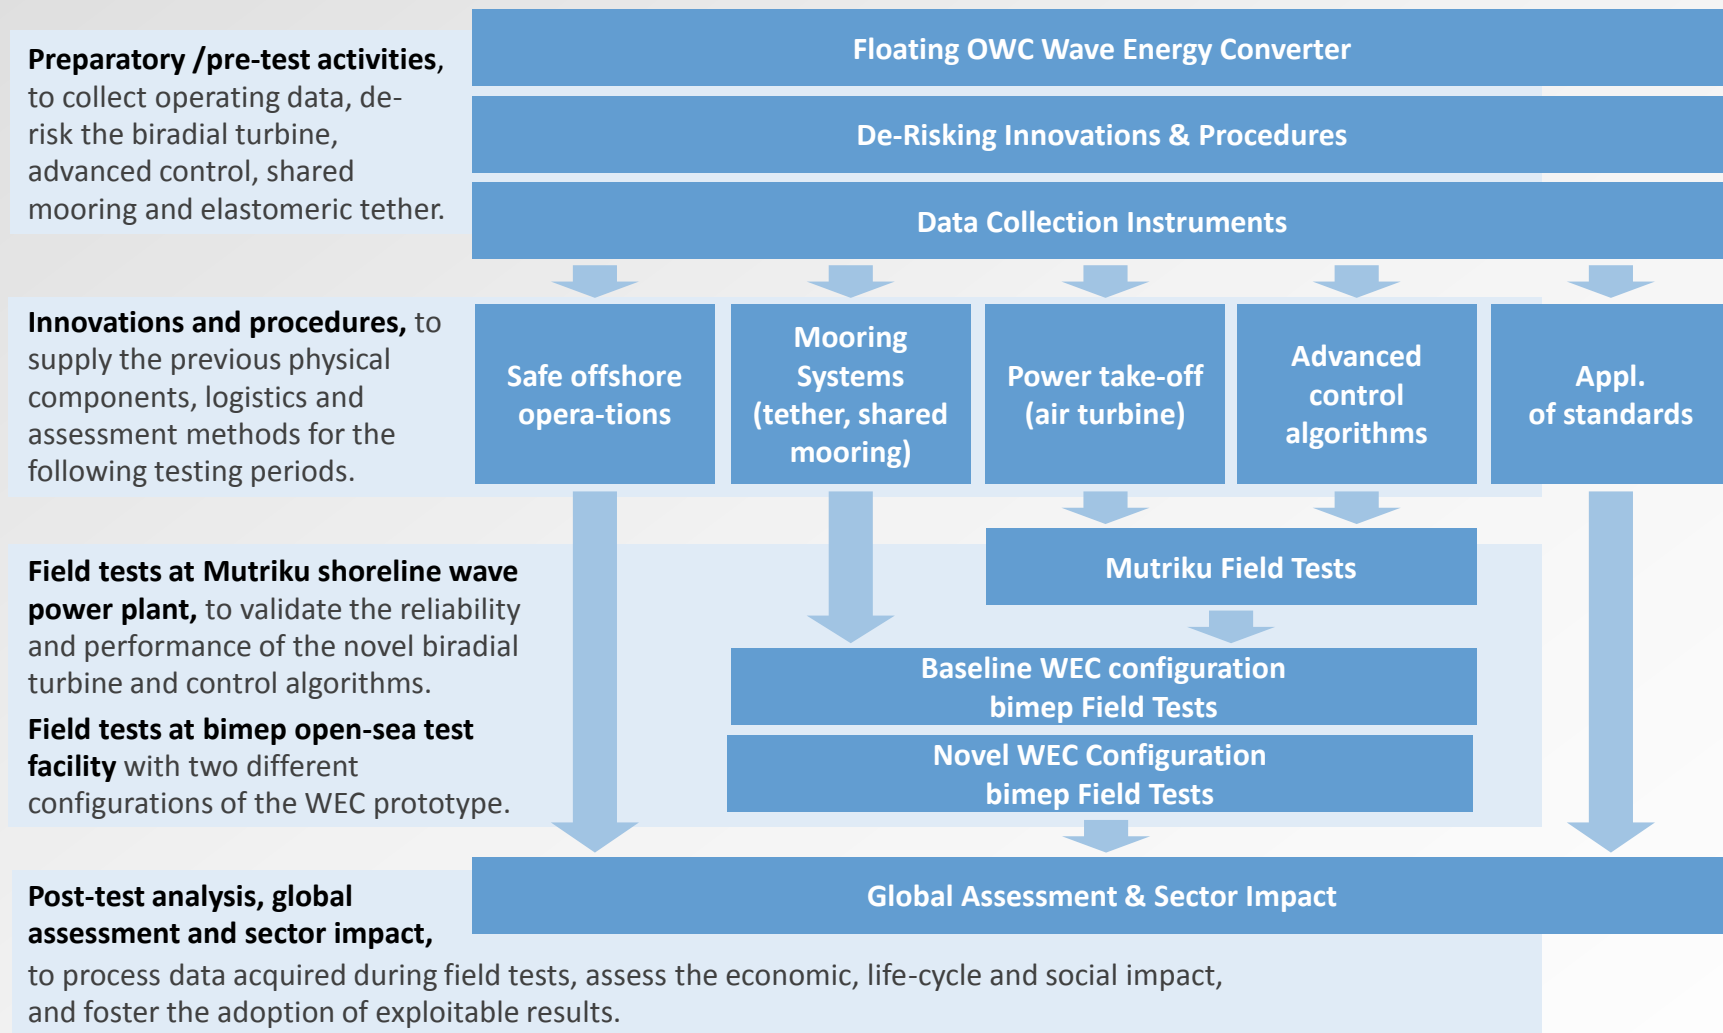 Preparatory /pre-test activities,
to collect operating data, de-
risk the biradial turbine,
advanced control, shared
mooring and elastomeric tether.
Floating OWC Wave Energy Converter
De-Risking Innovations & Procedures
Data Collection Instruments
Innovations and procedures, to
supply the previous physical
components, logistics and
assessment methods for the
following testing periods.
Safe offshore
opera-tions
Mooring
Systems
(tether, shared
mooring)
Power take-off
(air turbine)
Advanced
control
algorithms
Appl.
of standards
Field tests at Mutriku shoreline wave
power plant, to validate the reliability
and performance of the novel biradial
turbine and control algorithms.
Field tests at bimep open-sea test
facility with two different
configurations of the WEC prototype.
Mutriku Field Tests
Baseline WEC configuration
bimep Field Tests
Novel WEC Configuration
bimep Field Tests
Post-test analysis, global
assessment and sector impact,
to process data acquired during field tests, assess the economic, life-cycle and social impact,
and foster the adoption of exploitable results.
Global Assessment & Sector Impact